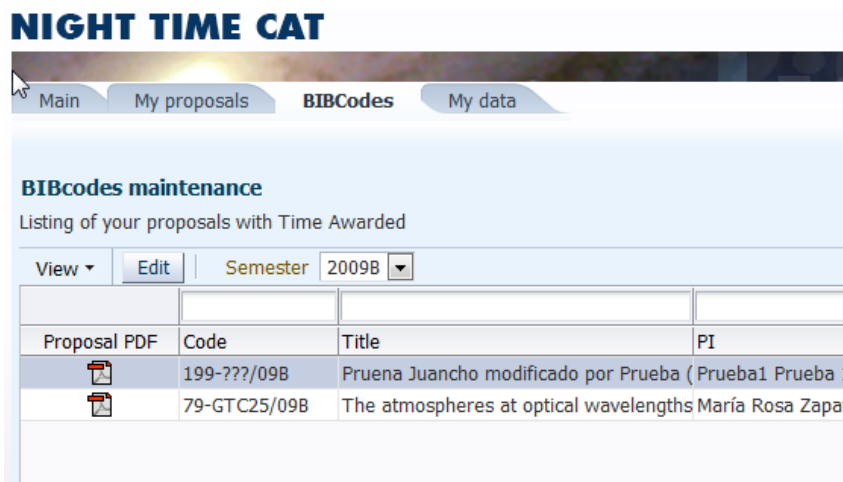 NIGHT TIME CAT
Main My proposals BIBCodes My data
BIBcodes maintenance
Listing of your proposals with Time Awarded
View Edit Semester 2009B
Proposal PDF Code Title PI
199-???/09B Pruena Juancho modificado por Prueba ( Prueba1 Prueba
79-GTC25/09B The atmospheres at optical wavelengths María Rosa Zapa